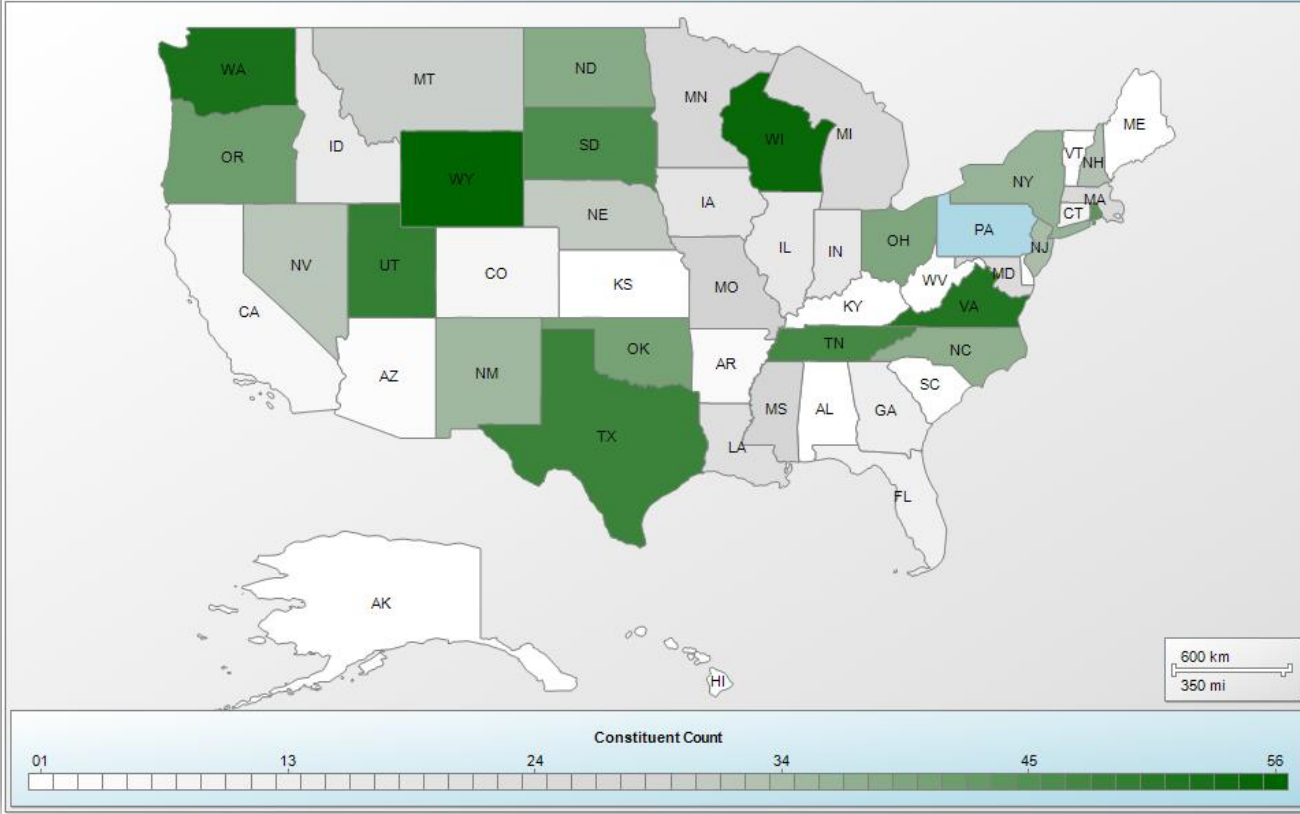 WA
MT
ND
MN
ME
OR
ID
SD
WI
MI
VT
NH
WY
NY
MA
NE
IA
CT
PA
NV
UT
CO
IL
IN
OH
NJ
CA
KS
MO
WV
MD
KY
VA
AZ
NM
OK
AR
TN
NC
SC
TX
MS
AL
GA
LA
FL
AK
HI
600 km
350 mi
Constituent Count
01 13 24 34 45 56